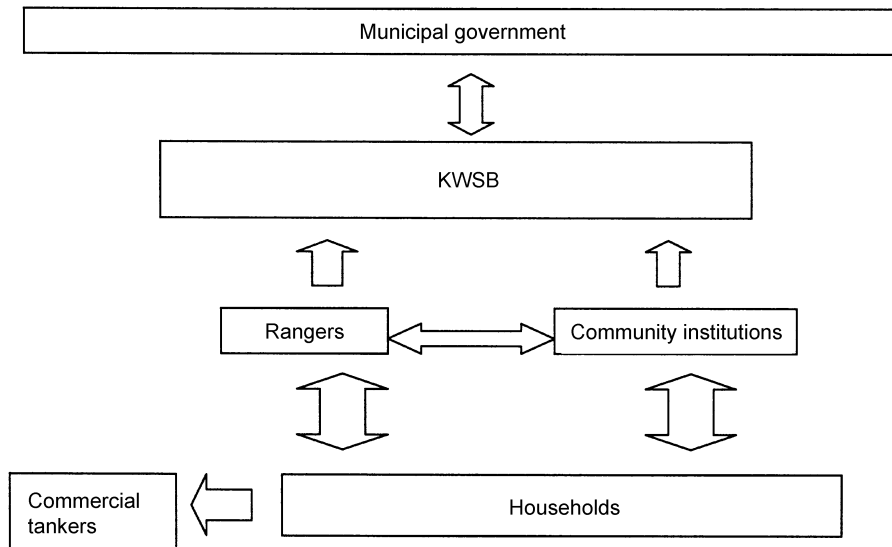 Municipal government
KWSB
Rangers
Community institutions
Households
Commercial
tankers